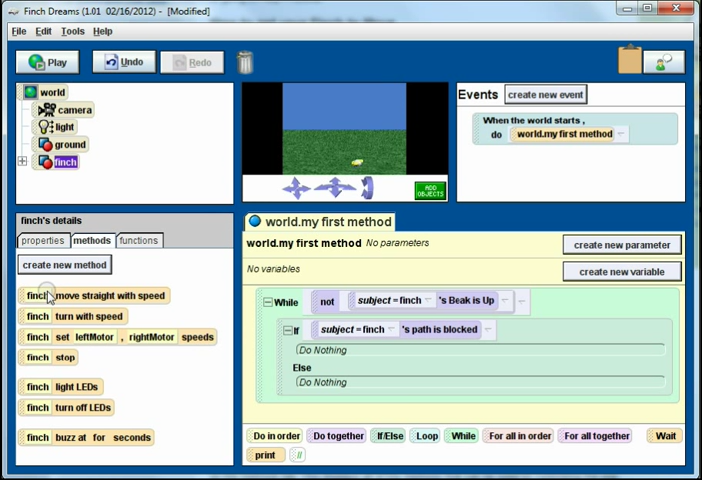 Finch Dreams (1.01 02/16/2012) - [Modified]
File Edit Tools Help
Play Undo Redo
world
camera
light
ground
finch
ADD OBJECTS
Events create new event
When the world starts ,
do world.my first method
finch's details
properties methods functions
create new method
finch move straight with speed
finch turn with speed
finch set leftMotor , rightMotor speeds
finch stop
finch light LEDs
finch turn off LEDs
finch buzz at for seconds
world.my first method
world.my first method No parameters
create new parameter
No variables
create new variable
While not subject = finch 's Beak is Up
If subject = finch 's path is blocked
Do Nothing
Else
Do Nothing
Do in order Do together If/Else Loop While For all in order For all together Wait
print //